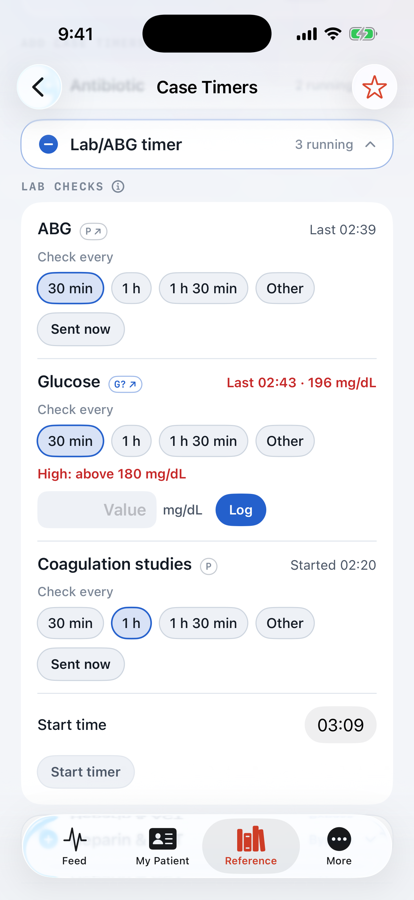 9:41
Antibiotic
2 running
Case Timers
Lab/ABG timer
3 running
LAB CHECKS
ABG P↗
Last 02:39
Check every
30 min 1 h 1 h 30 min Other
Sent now
Glucose G? ↗
Last 02:43 · 196 mg/dL
Check every
30 min 1 h 1 h 30 min Other
High: above 180 mg/dL
Value mg/dL Log
Coagulation studies P
Started 02:20
Check every
30 min 1 h 1 h 30 min Other
Sent now
Start time 03:09
Start timer
Feed My Patient Reference More